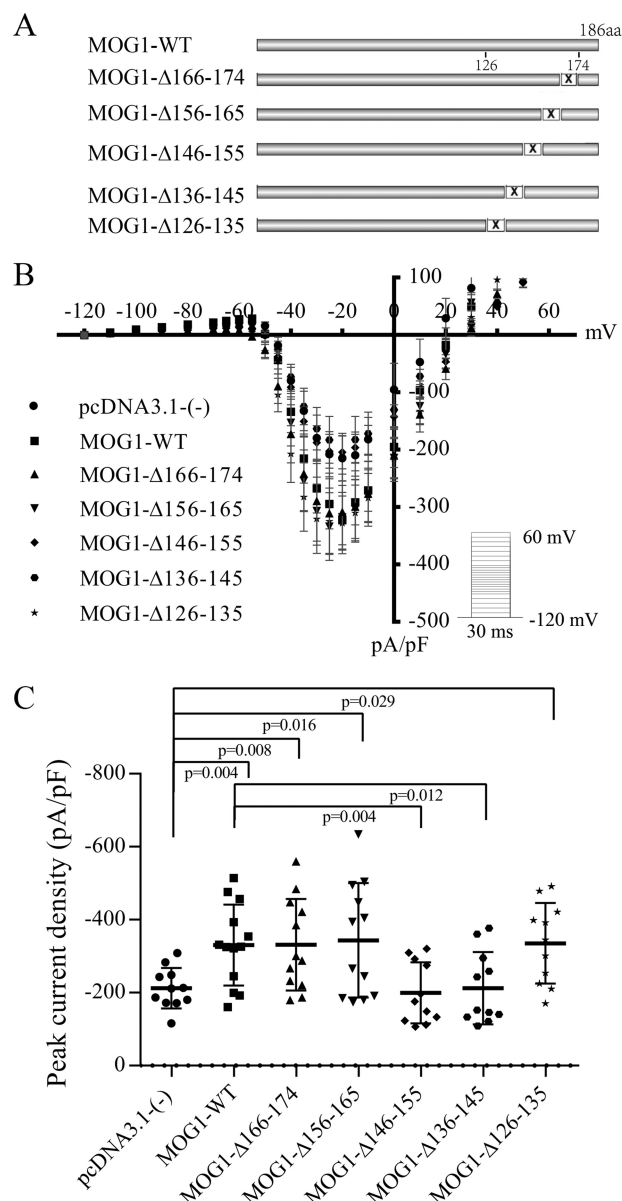 A
MOG1-WT
186aa
126
174
MOG1-Δ166-174
X
MOG1-Δ156-165
X
MOG1-Δ146-155
X
MOG1-Δ136-145
X
MOG1-Δ126-135
X
B
100
-120 -100 -80 -60 -40 -20 0 20 40 60
mV
-100
-200
-300
-400
-500
pA/pF
pcDNA3.1-(-)
MOG1-WT
MOG1-Δ166-174
MOG1-Δ156-165
MOG1-Δ146-155
MOG1-Δ136-145
MOG1-Δ126-135
60 mV
-120 mV
30 ms
C
p=0.029
p=0.016
p=0.008
p=0.004
p=0.012
p=0.004
Peak current density (pA/pF)
-800
-600
-400
-200
0
pcDNA3.1-(-)
MOG1-WT
MOG1-Δ166-174
MOG1-Δ156-165
MOG1-Δ146-155
MOG1-Δ136-145
MOG1-Δ126-135